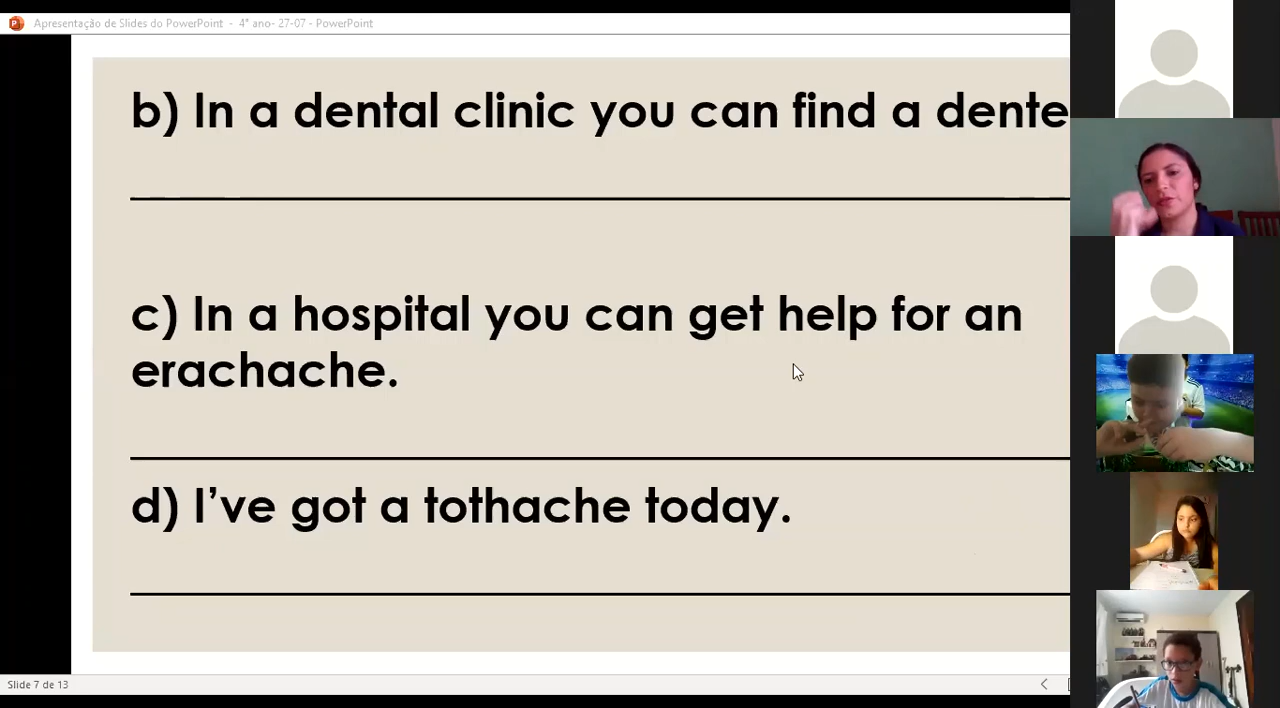 Apresentação de Slides do PowerPoint - 4° ano- 27-07 - PowerPoint
b) In a dental clinic you can find a dente
c) In a hospital you can get help for an
erachache.
d) I've got a tothache today.
Slide 7 de 13